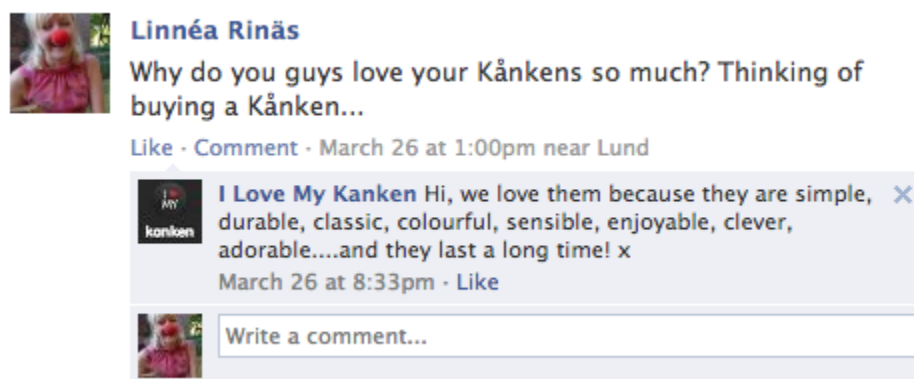 Linnéa Rinäs
Why do you guys love your Kånkens so much? Thinking of
buying a Kånken...
Like · Comment · March 26 at 1:00pm near Lund
I Love My Kanken Hi, we love them because they are simple,
durable, classic, colourful, sensible, enjoyable, clever,
adorable....and they last a long time! x
March 26 at 8:33pm · Like
I ♥
MY
kanken
Write a comment...